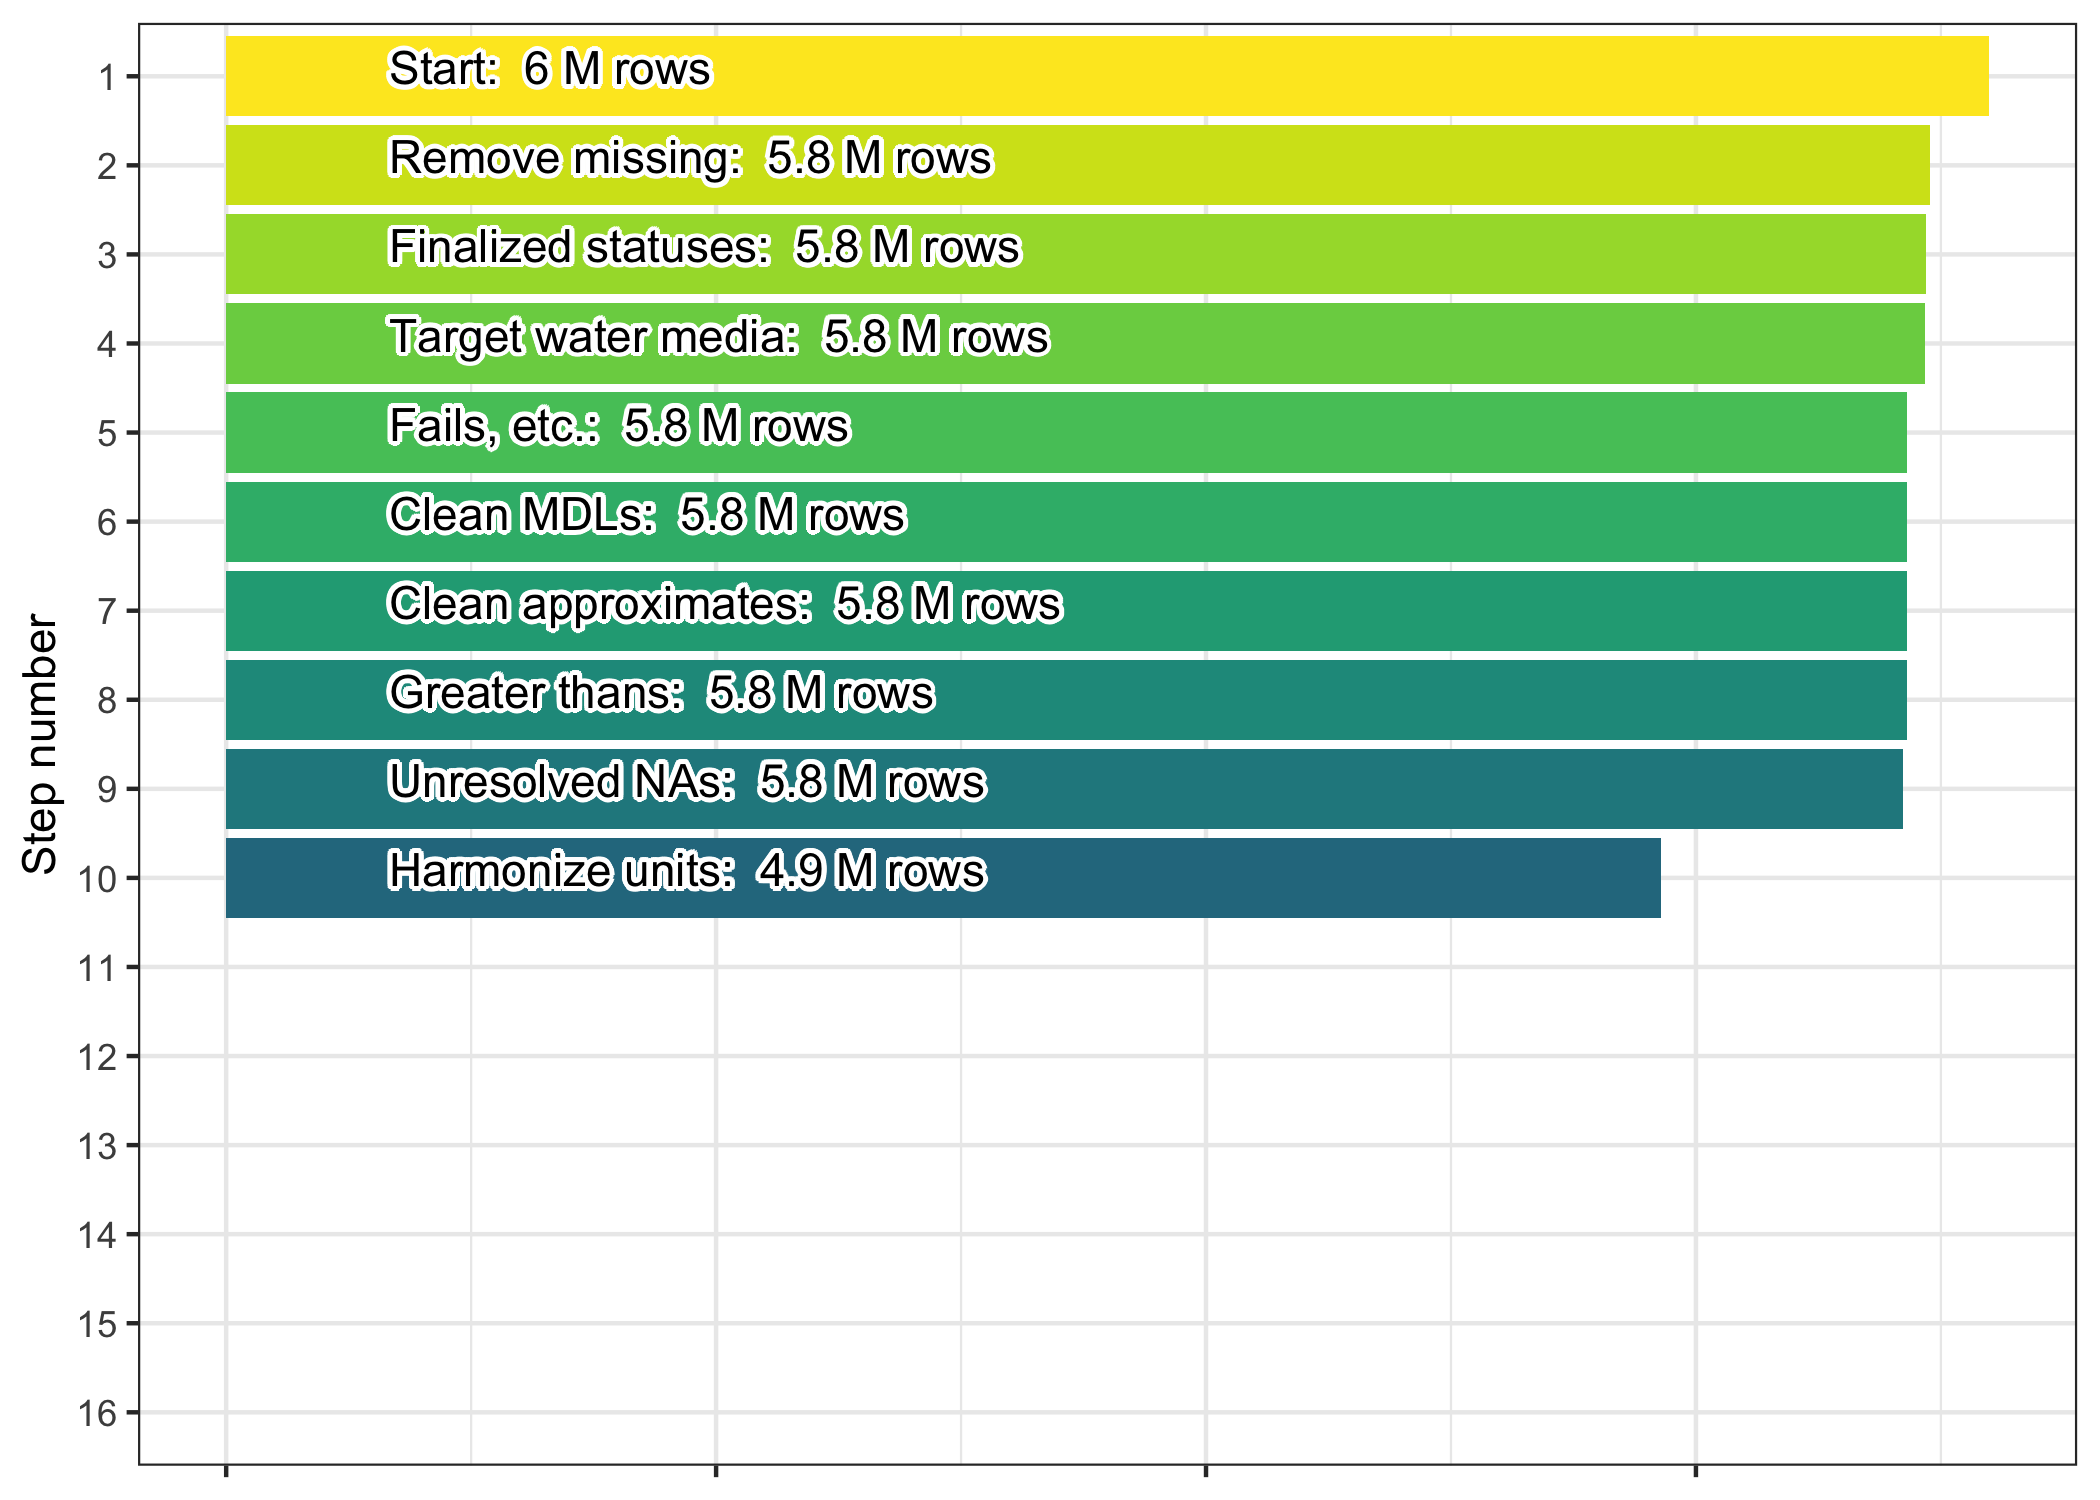 1
Start:  6 M rows
2
Remove missing:  5.8 M rows
3
Finalized statuses:  5.8 M rows
4
Target water media:  5.8 M rows
5
Fails, etc.:  5.8 M rows
6
Clean MDLs:  5.8 M rows
7
Clean approximates:  5.8 M rows
8
Greater thans:  5.8 M rows
9
Unresolved NAs:  5.8 M rows
10
Harmonize units:  4.9 M rows
11
12
13
14
15
16
Step number